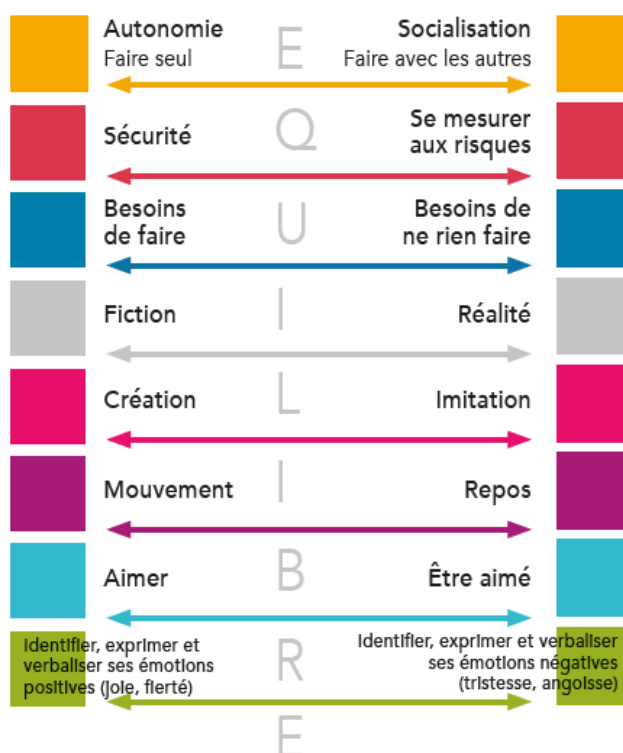 Autonomie
Faire seul
E
Socialisation
Faire avec les autres
Sécurité
Q
Se mesurer
aux risques
Besoins
de faire
U
Besoins de
ne rien faire
Fiction
I
Réalité
Création
L
Imitation
Mouvement
I
Repos
Aimer
B
Être aimé
Identifier, exprimer et
verbaliser ses émotions
positives (joie, fierté)
R
Identifier, exprimer et verbaliser
ses émotions négatives
(tristesse, angoisse)
E